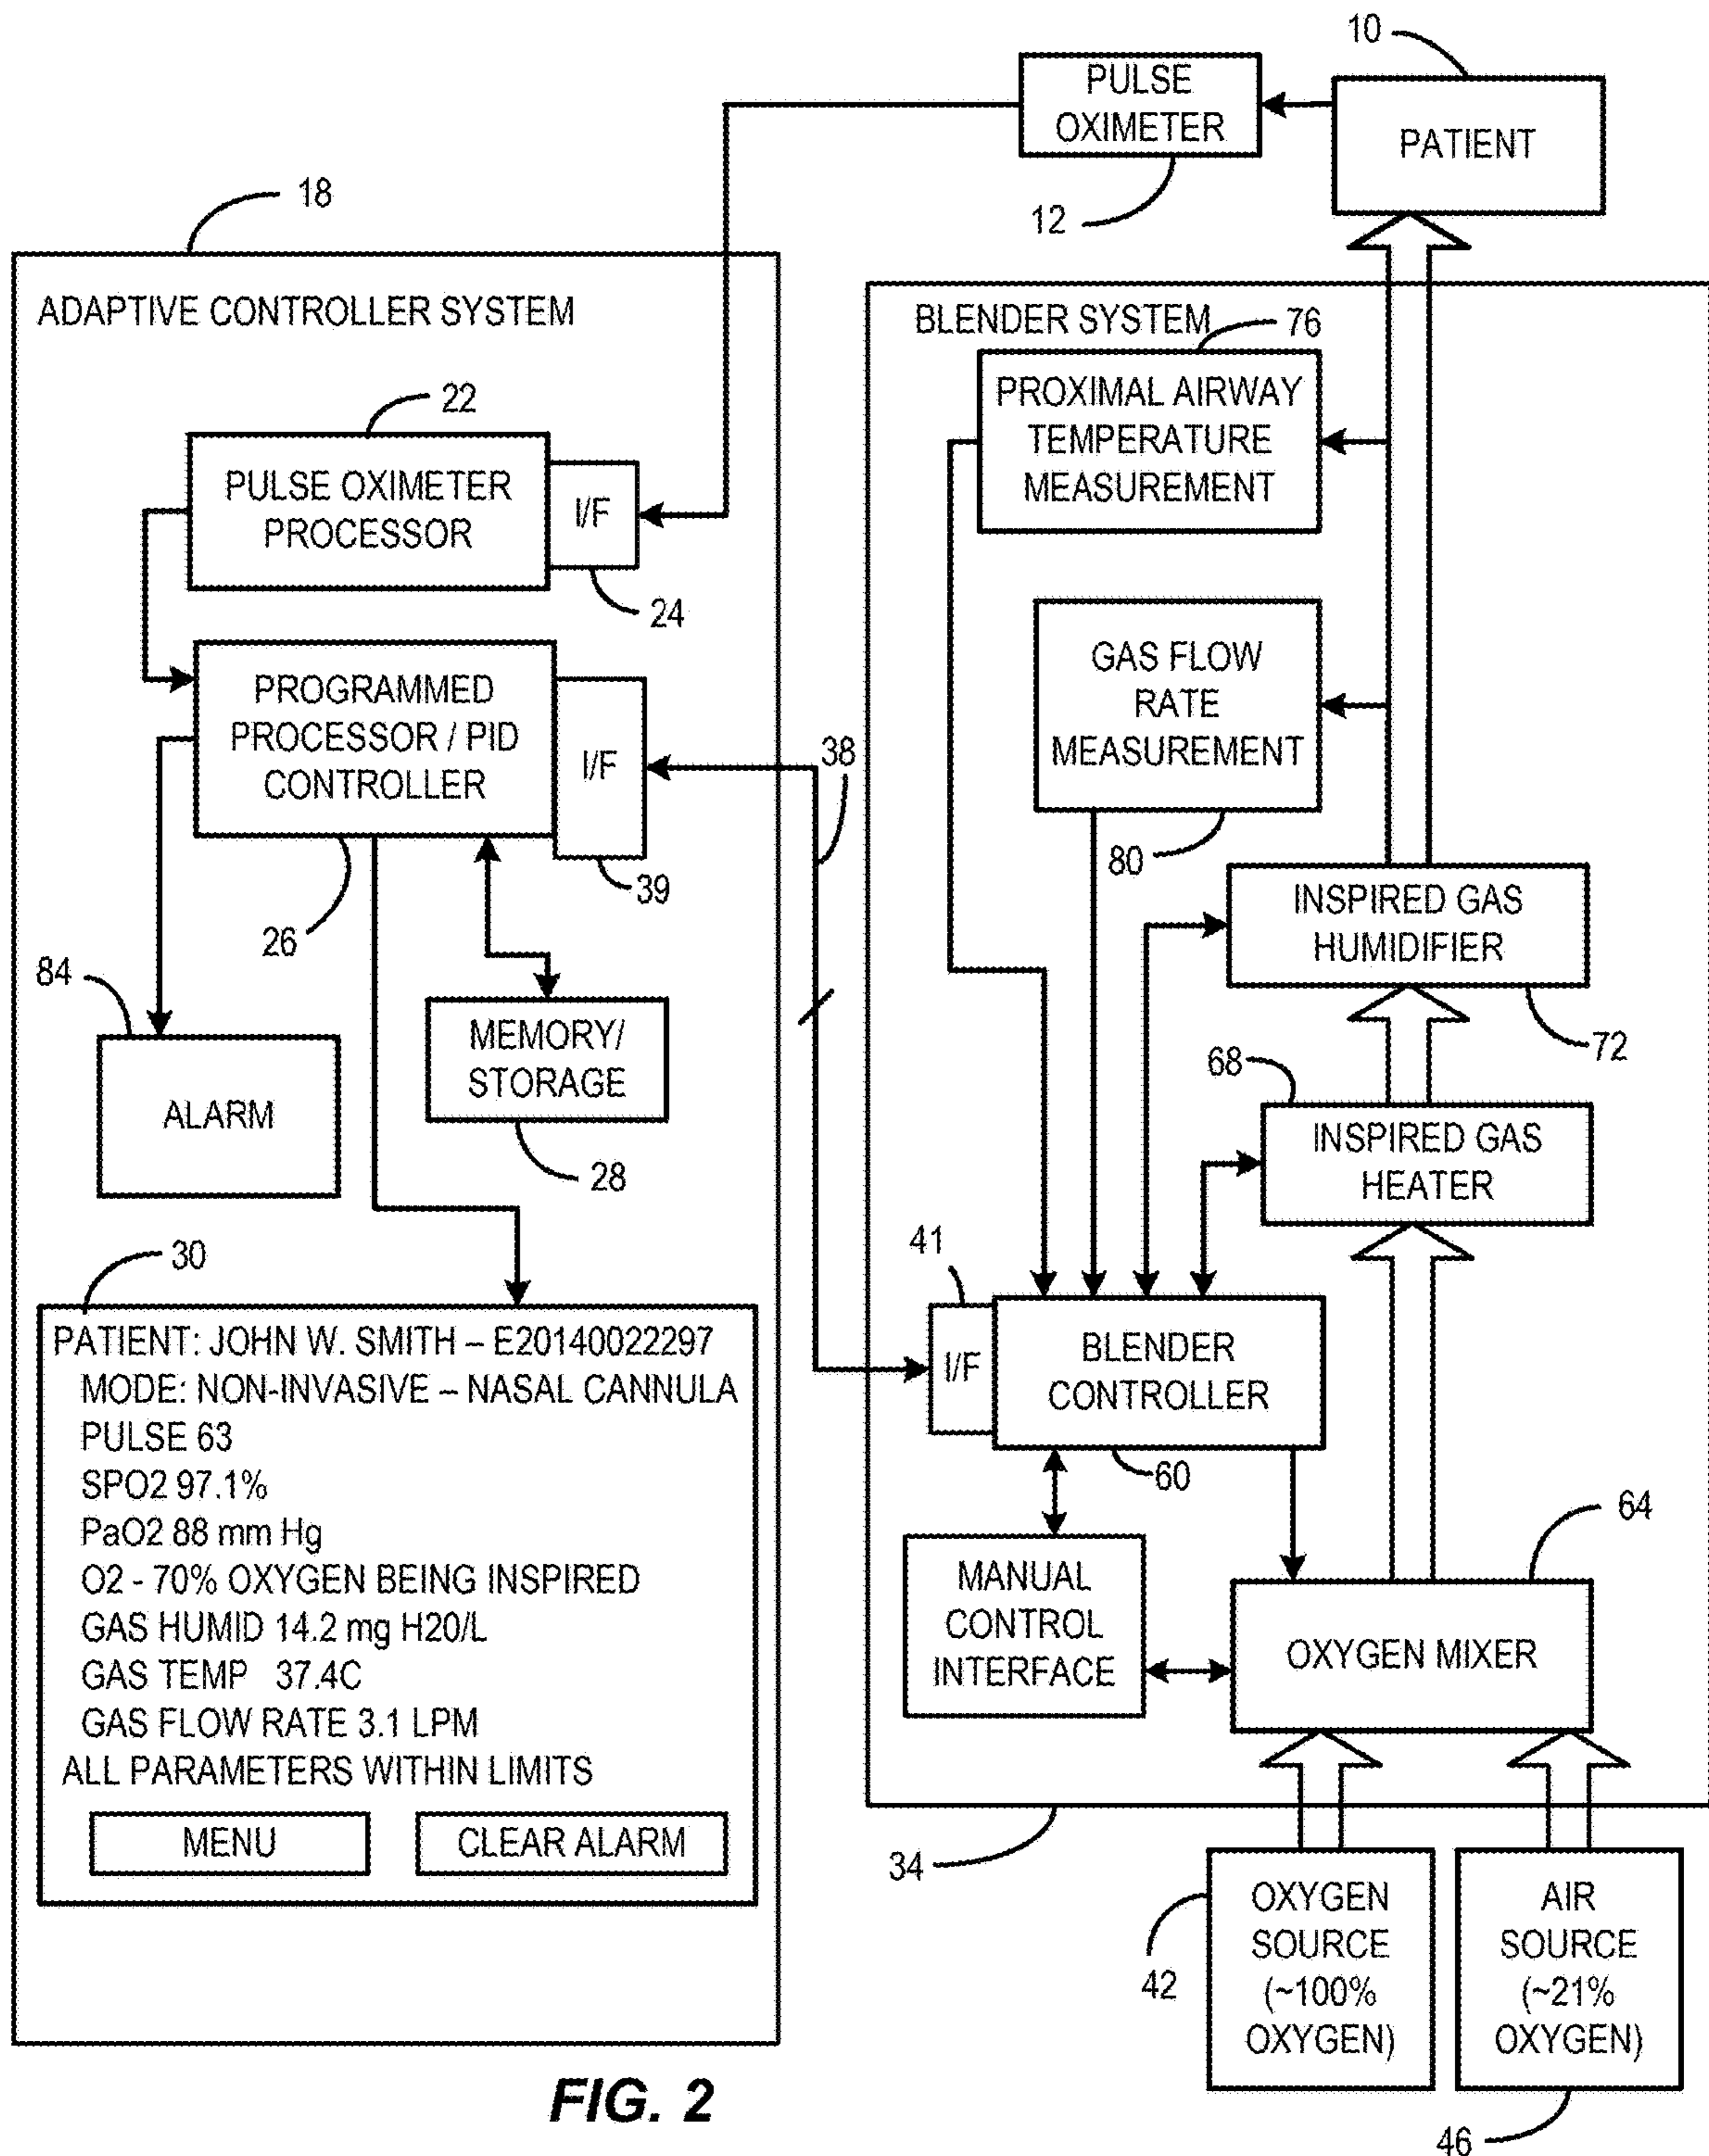 10
PULSE
OXIMETER
PATIENT
12
18
ADAPTIVE CONTROLLER SYSTEM
BLENDER SYSTEM
76
PROXIMAL AIRWAY
TEMPERATURE
MEASUREMENT
22
PULSE OXIMETER
PROCESSOR
I/F
24
GAS FLOW
RATE
MEASUREMENT
80
PROGRAMMED
PROCESSOR / PID
CONTROLLER
I/F
38
39
26
INSPIRED GAS
HUMIDIFIER
72
84
ALARM
MEMORY/
STORAGE
28
68
INSPIRED GAS
HEATER
41
I/F
BLENDER
CONTROLLER
60
30
PATIENT: JOHN W. SMITH – E20140022297
MODE: NON-INVASIVE – NASAL CANNULA
PULSE 63
SPO2 97.1%
PaO2 88 mm Hg
O2 - 70% OXYGEN BEING INSPIRED
GAS HUMID 14.2 mg H20/L
GAS TEMP 37.4C
GAS FLOW RATE 3.1 LPM
ALL PARAMETERS WITHIN LIMITS
MENU
CLEAR ALARM
MANUAL
CONTROL
INTERFACE
64
OXYGEN MIXER
34
42
OXYGEN
SOURCE
(~100%
OXYGEN)
AIR
SOURCE
(~21%
OXYGEN)
46
FIG. 2